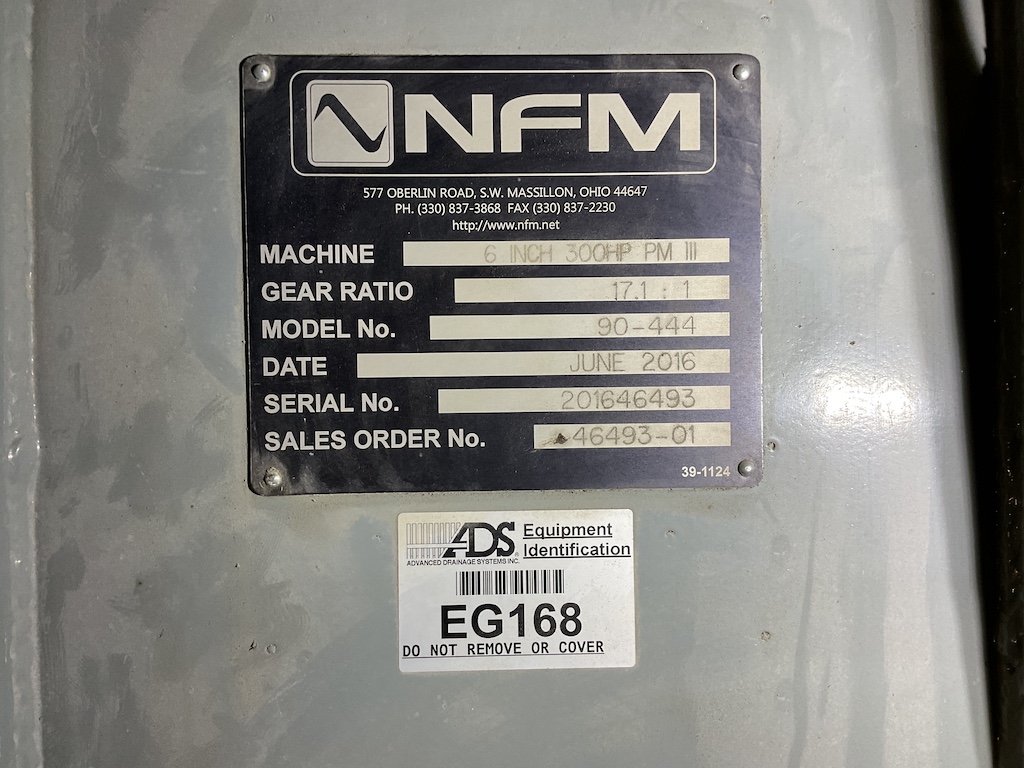 NFM
577 OBERLIN ROAD, S.W. MASSILLON, OHIO 44647
PH. (330) 837-3868 FAX (330) 837-2230
http://www.nfm.net
MACHINE 6 INCH 300HP PM III
GEAR RATIO 17.1 : 1
MODEL No. 90-444
DATE JUNE 2016
SERIAL No. 201646493
SALES ORDER No. 46493-01
39-1124
ADS® Equipment
Identification
ADVANCED DRAINAGE SYSTEMS INC.
EG168
DO NOT REMOVE OR COVER